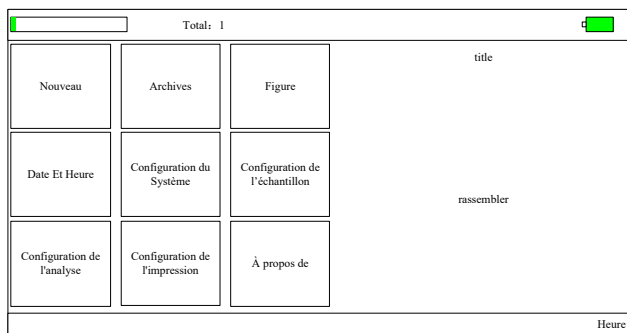 Total： 1
title
Nouveau
Archives
Figure
Date Et Heure
Configuration du
Système
Configuration de
l’échantillon
rassembler
Configuration de
l'analyse
Configuration de
l'impression
À propos de
Heure